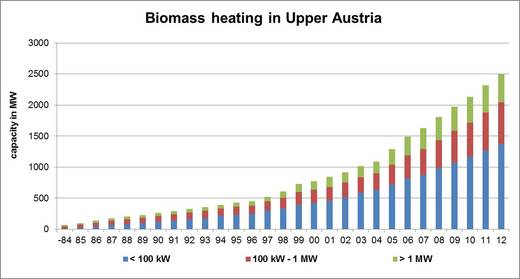 Biomass heating in Upper Austria
capacity in MW
3000
2500
2000
1500
1000
500
0
-84 85 86 87 88 89 90 91 92 93 94 95 96 97 98 99 00 01 02 03 04 05 06 07 08 09 10 11 12
< 100 kW 100 kW - 1 MW > 1 MW